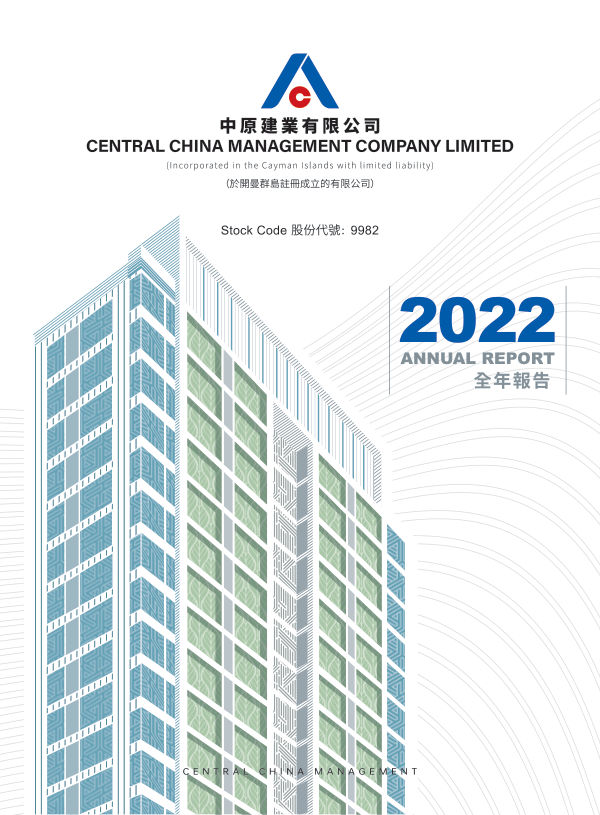 中原建業有限公司
CENTRAL CHINA MANAGEMENT COMPANY LIMITED
(Incorporated in the Cayman Islands with limited liability)
(於開曼群島註冊成立的有限公司)
Stock Code 股份代號: 9982
2022
ANNUAL REPORT
全年報告
CENTRAL CHINA MANAGEMENT